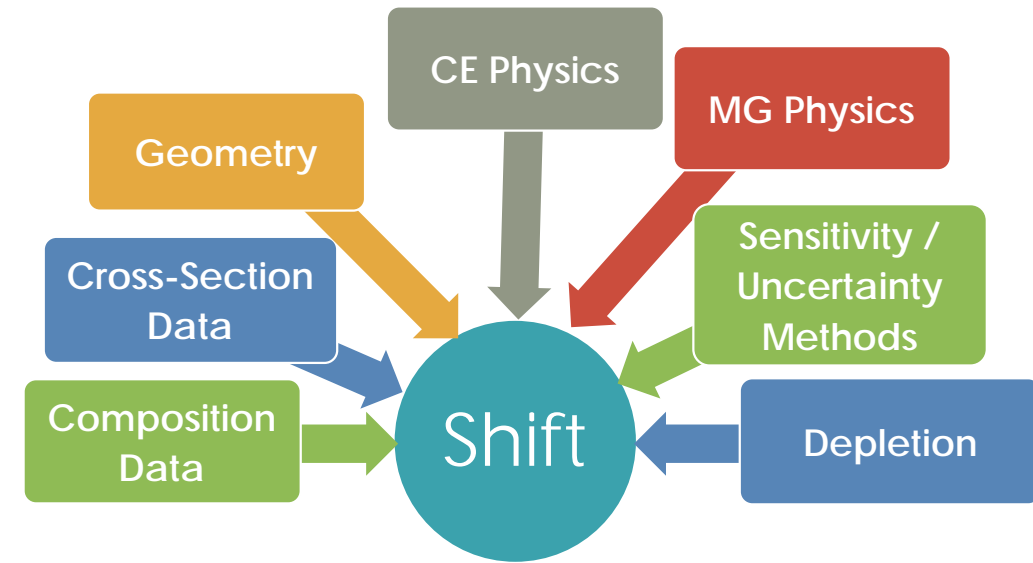 CE Physics
MG Physics
Geometry
Sensitivity /
Uncertainty
Methods
Cross-Section
Data
Composition
Data
Shift
Depletion